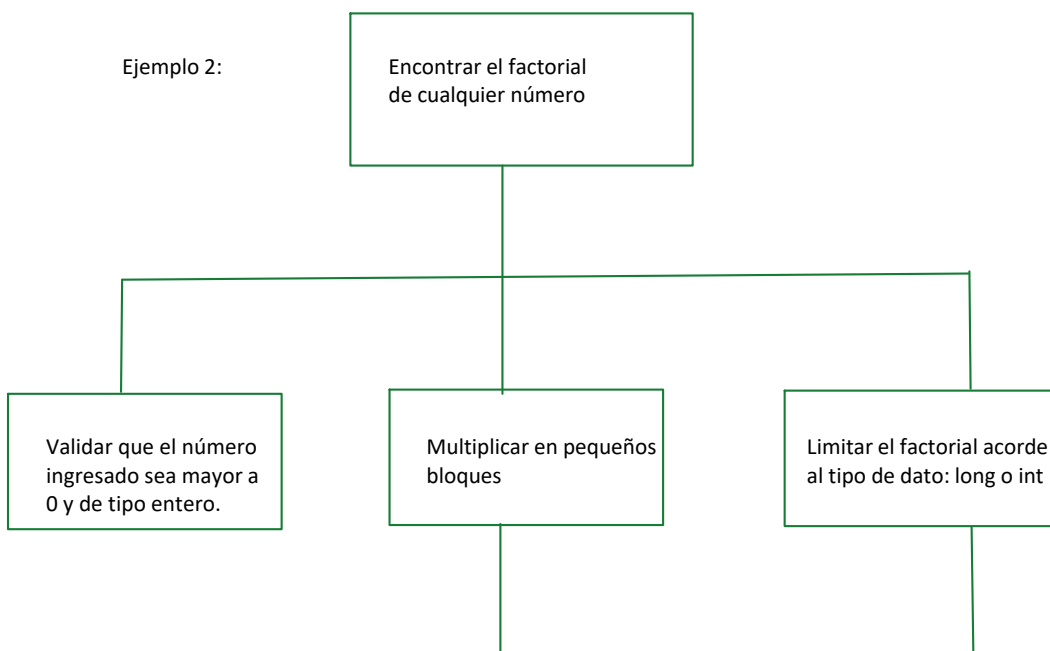 Ejemplo 2:
Encontrar el factorial
de cualquier número
Validar que el número
ingresado sea mayor a
0 y de tipo entero.
Multiplicar en pequeños
bloques
Limitar el factorial acorde
al tipo de dato: long o int